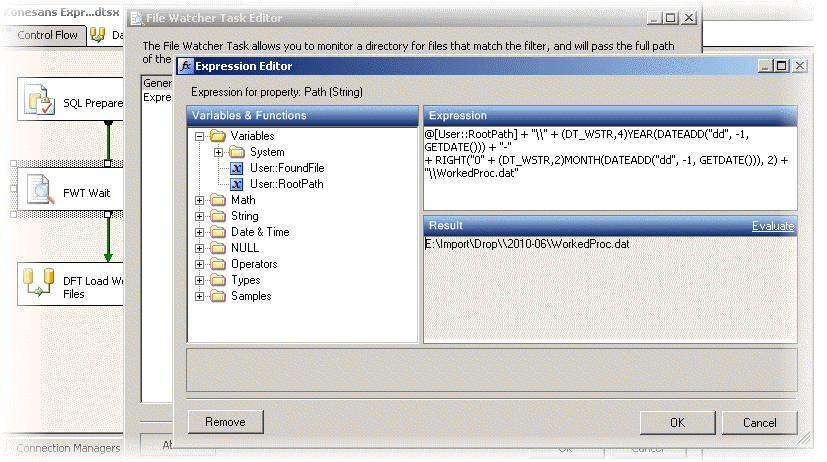 Konesans Expr...dtsx
File Watcher Task Editor
Control Flow
The File Watcher Task allows you to monitor a directory for files that match the filter, and will pass the full path
of the
Expression Editor
Expression for property: Path (String)
Variables & Functions
Expression
Variables
System
User::FoundFile
User::RootPath
Math
String
Date & Time
NULL
Operators
Types
Samples
@[User::RootPath] + "\\" + (DT_WSTR,4)YEAR(DATEADD("dd", -1,
GETDATE())) + "-"
+ RIGHT("0" + (DT_WSTR,2)MONTH(DATEADD("dd", -1, GETDATE())), 2) +
"\\WorkedProc.dat"
Result
Evaluate
E:\Import\Drop\\2010-06\WorkedProc.dat
SQL Prepare
FWT Wait
DFT Load Wo
Files
Remove
OK
Cancel
Connection Managers
OK
Cancel